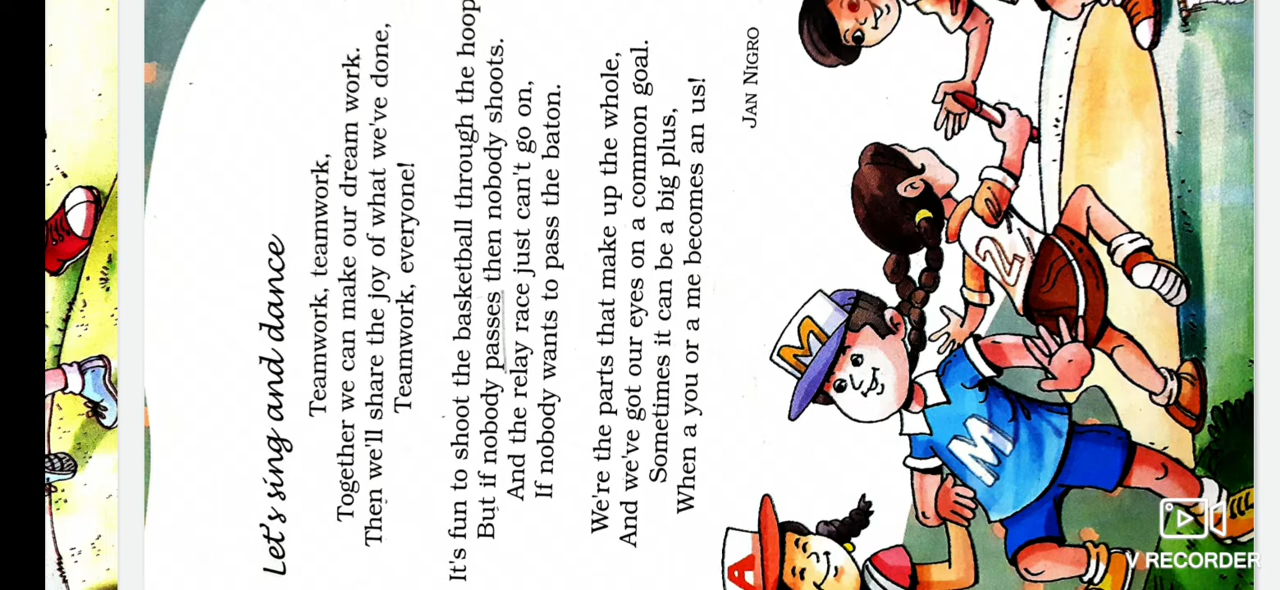 Let's sing and dance
Teamwork, teamwork,
Together we can make our dream work.
Then we'll share the joy of what we've done,
Teamwork, everyone!
It's fun to shoot the basketball through the hoop
But if nobody passes then nobody shoots.
And the relay race just can't go on,
If nobody wants to pass the baton.
We're the parts that make up the whole,
And we've got our eyes on a common goal.
Sometimes it can be a big plus,
When a you or a me becomes an us!
JAN NIGRO
M
M
2
A
V RECORDER